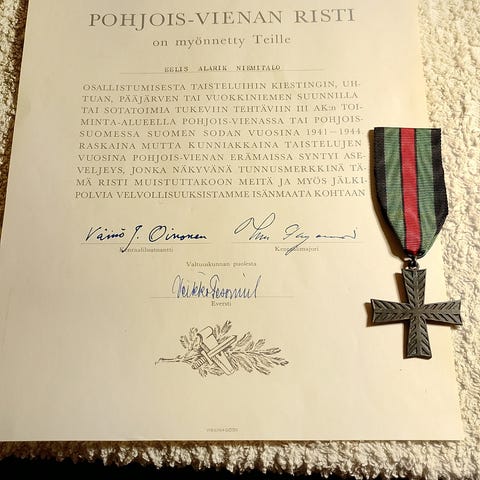 POHJOIS-VIENAN RISTI
on myönnetty Teille
EELIS ALARIK NIEMITALO
OSALLISTUMISESTA TAISTELUIHIN KIESTINGIN, UH-
TUAN, PÄÄJÄRVEN TAI VUOKKINIEMEN SUUNNILLA
TAI SOTATOIMIA TUKEVIIN TEHTÄVIIN III AK:n TOI-
MINTA-ALUEELLA POHJOIS-VIENASSA TAI POHJOIS-
SUOMESSA SUOMEN SODAN VUOSINA 1941—1944.
RASKAINA MUTTA KUNNIAKKAINA TAISTELUJEN
VUOSINA POHJOIS-VIENAN ERÄMAISSA SYNTYI ASE-
VELJEYS, JONKA NÄKYVÄNÄ TUNNUSMERKKINÄ TÄ-
MÄ RISTI MUISTUTTAKOON MEITÄ JA MYÖS JÄLKI-
POLVIA VELVOLLISUUKSISTAMME ISÄNMAATA KOHTAAN
Väinö J. Oinonen
Kenraaliluutnantti Kenraalimajuri
Valtuuskunnan puolesta
Eversti